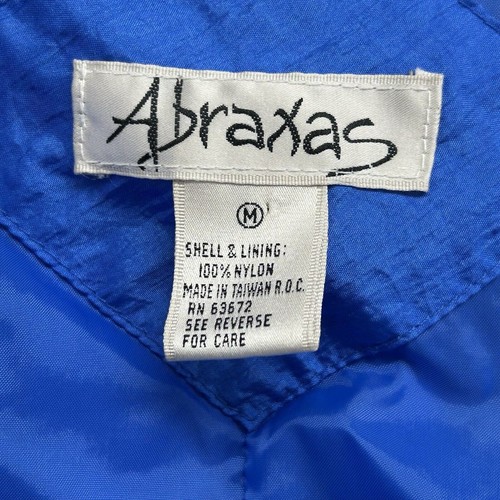 Abraxas
M
SHELL & LINING:
100% NYLON
MADE IN TAIWAN R.O.C.
RN 63672
SEE REVERSE
FOR CARE